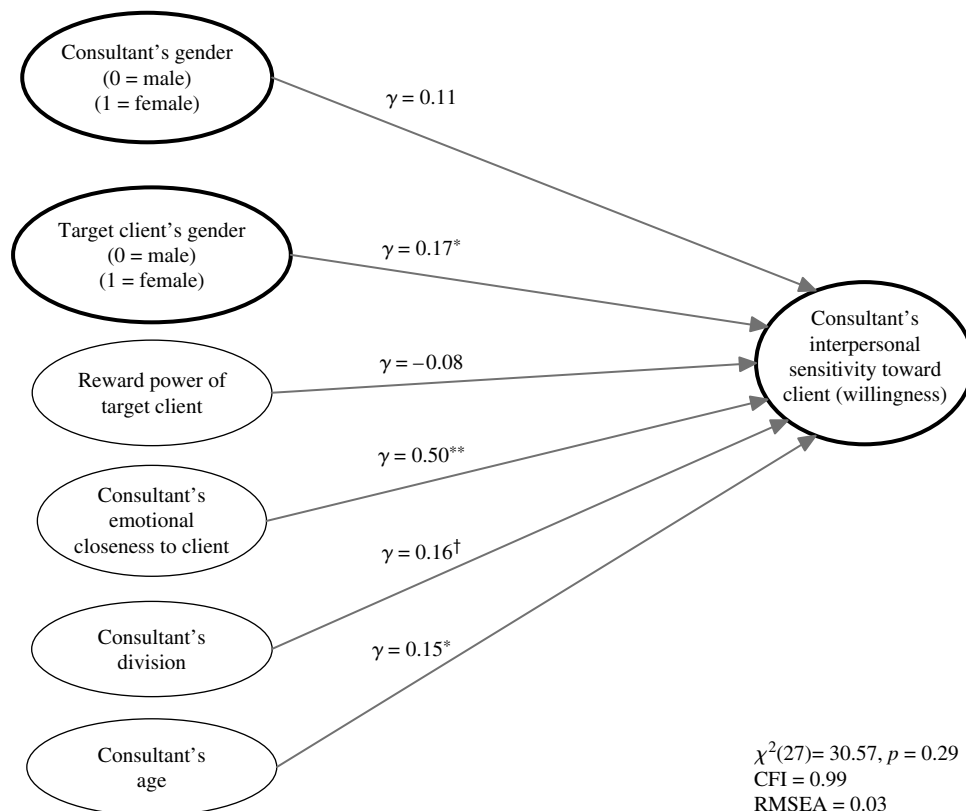 Consultant’s gender
(0 = male)
(1 = female)
γ = 0.11
Target client’s gender
(0 = male)
(1 = female)
γ = 0.17*
Consultant’s
interpersonal
sensitivity toward
client (willingness)
Reward power of
target client
γ = −0.08
Consultant’s
emotional
closeness to client
γ = 0.50**
γ = 0.16†
Consultant’s
division
γ = 0.15*
Consultant’s
age
χ²(27)= 30.57, p = 0.29
CFI = 0.99
RMSEA = 0.03